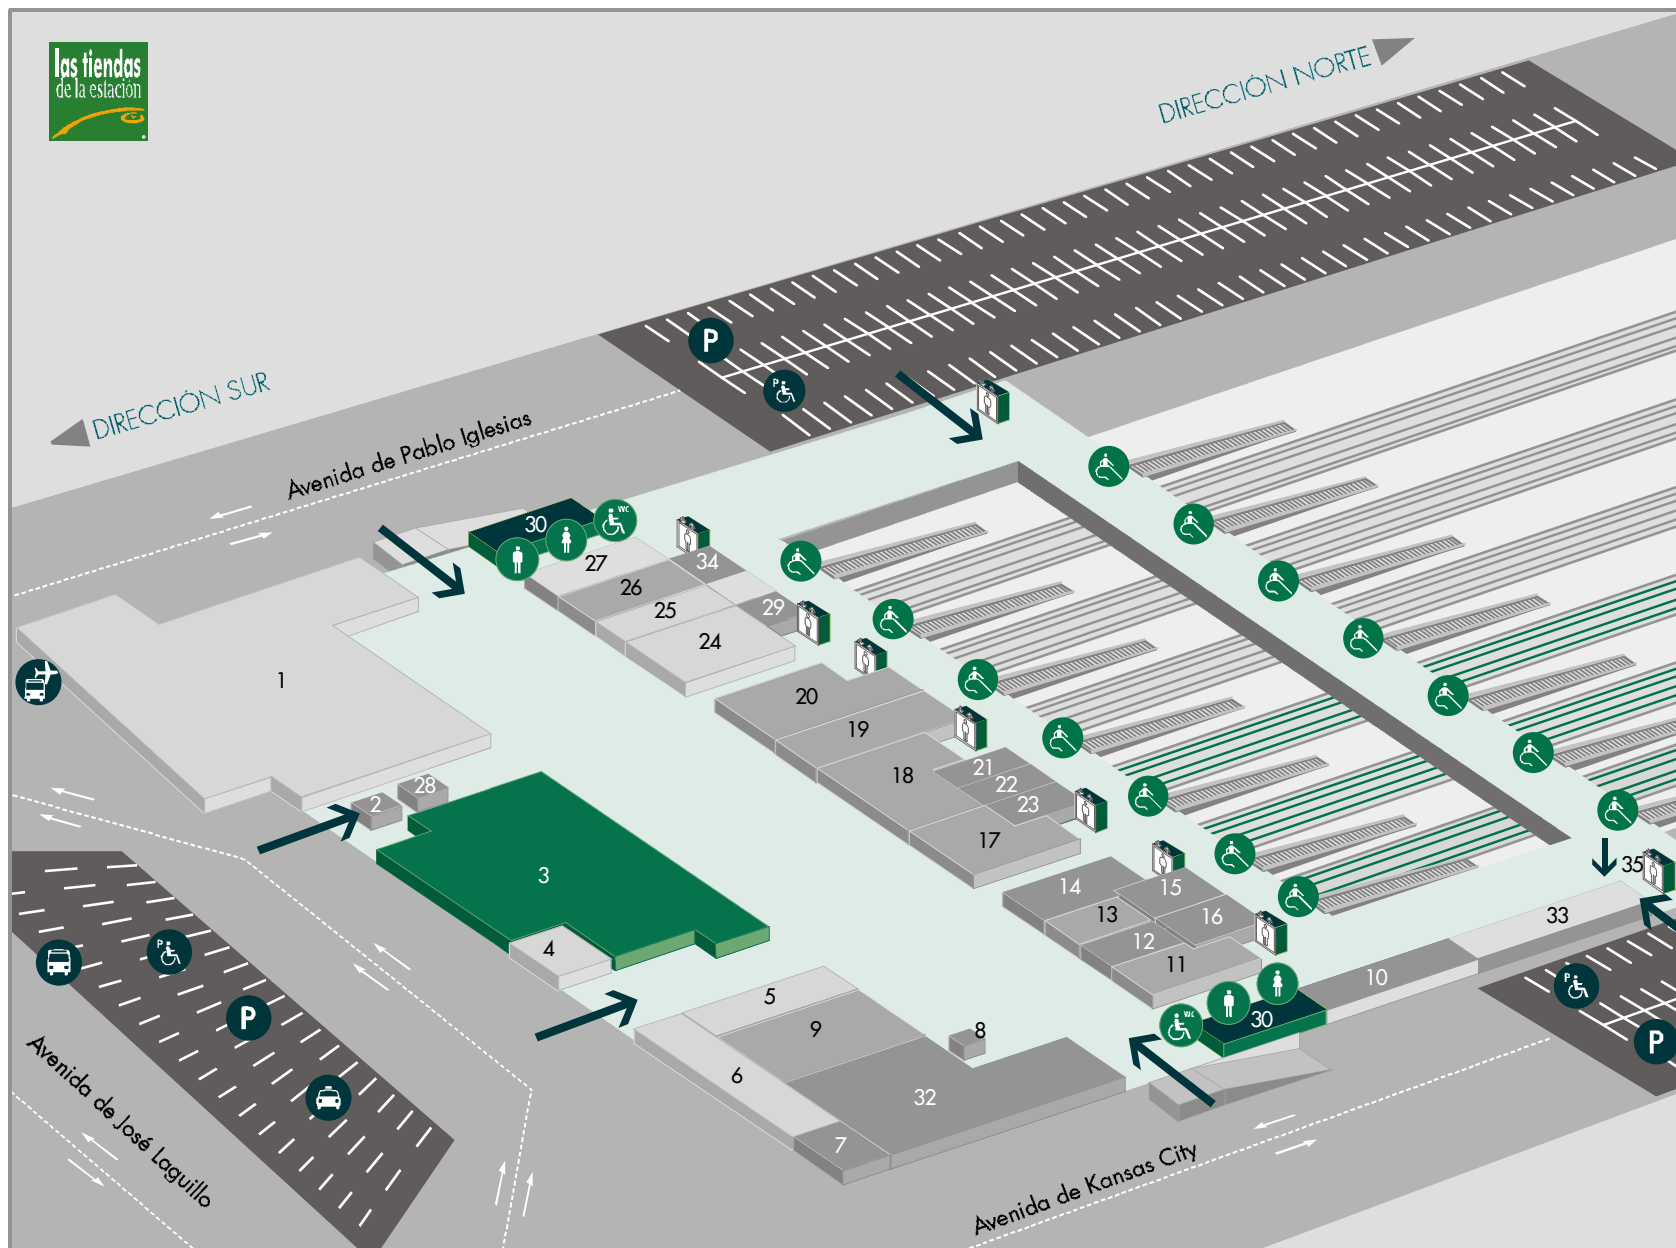 las tiendas
de la estación
DIRECCIÓN NORTE
P
P
DIRECCIÓN SUR
Avenida de Pablo Iglesias
30
WC
27
34
26
29
25
24
1
20
19
18
21
22
23
28
2
17
3
14
15
13
16
12
11
35
33
4
10
P
P
P
5
9
8
6
32
7
WC
30
P
P
Avenida de José Laguillo
Avenida de Kansas City